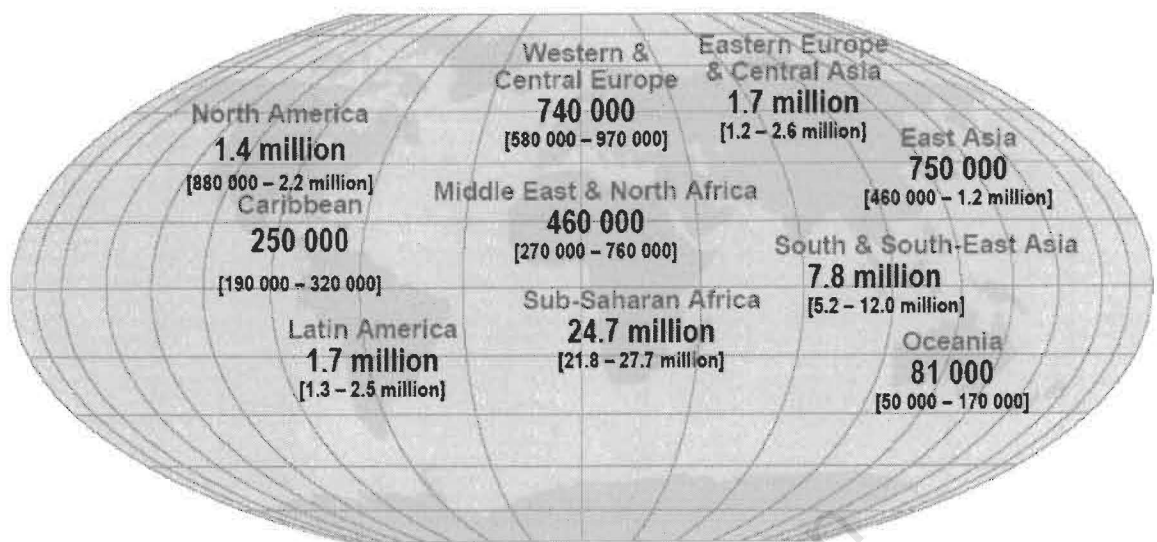 North America
1.4 million
[880 000 – 2.2 million]
Caribbean
250 000
[190 000 – 320 000]
Latin America
1.7 million
[1.3 – 2.5 million]
Western &
Central Europe
740 000
[580 000 – 970 000]
Middle East & North Africa
460 000
[270 000 – 760 000]
Sub-Saharan Africa
24.7 million
[21.8 – 27.7 million]
Eastern Europe
& Central Asia
1.7 million
[1.2 – 2.6 million]
East Asia
750 000
[460 000 – 1.2 million]
South & South-East Asia
7.8 million
[5.2 – 12.0 million]
Oceania
81 000
[50 000 – 170 000]